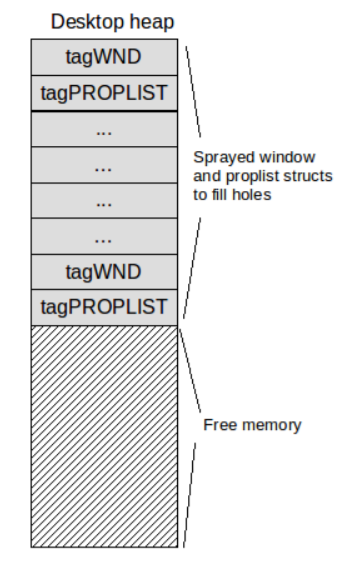 Desktop heap
tagWND
tagPROPLIST
...
...
...
...
tagWND
tagPROPLIST
Sprayed window
and proplist structs
to fill holes
Free memory